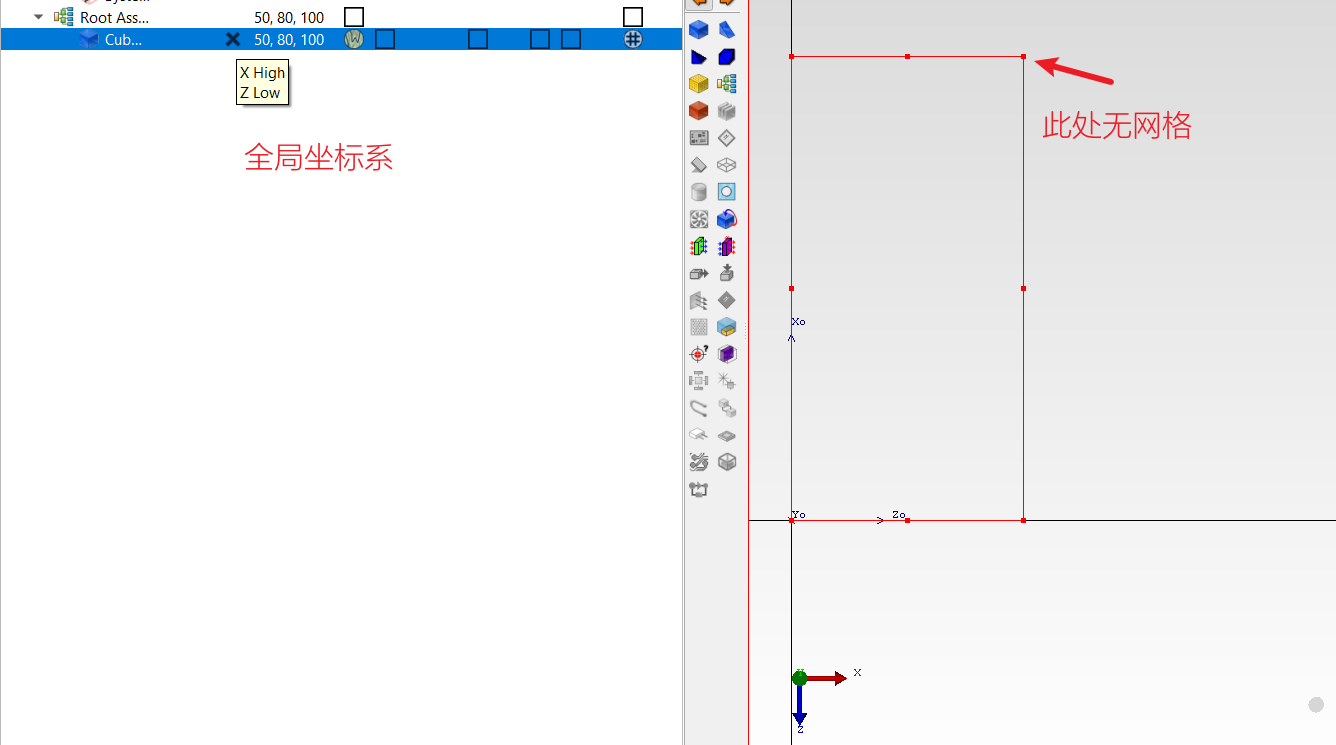 Root Ass...
50, 80, 100
Cub...
50, 80, 100
W
X High
Z Low
全局坐标系
此处无网格
Xo
Yo
Zo
X
Z